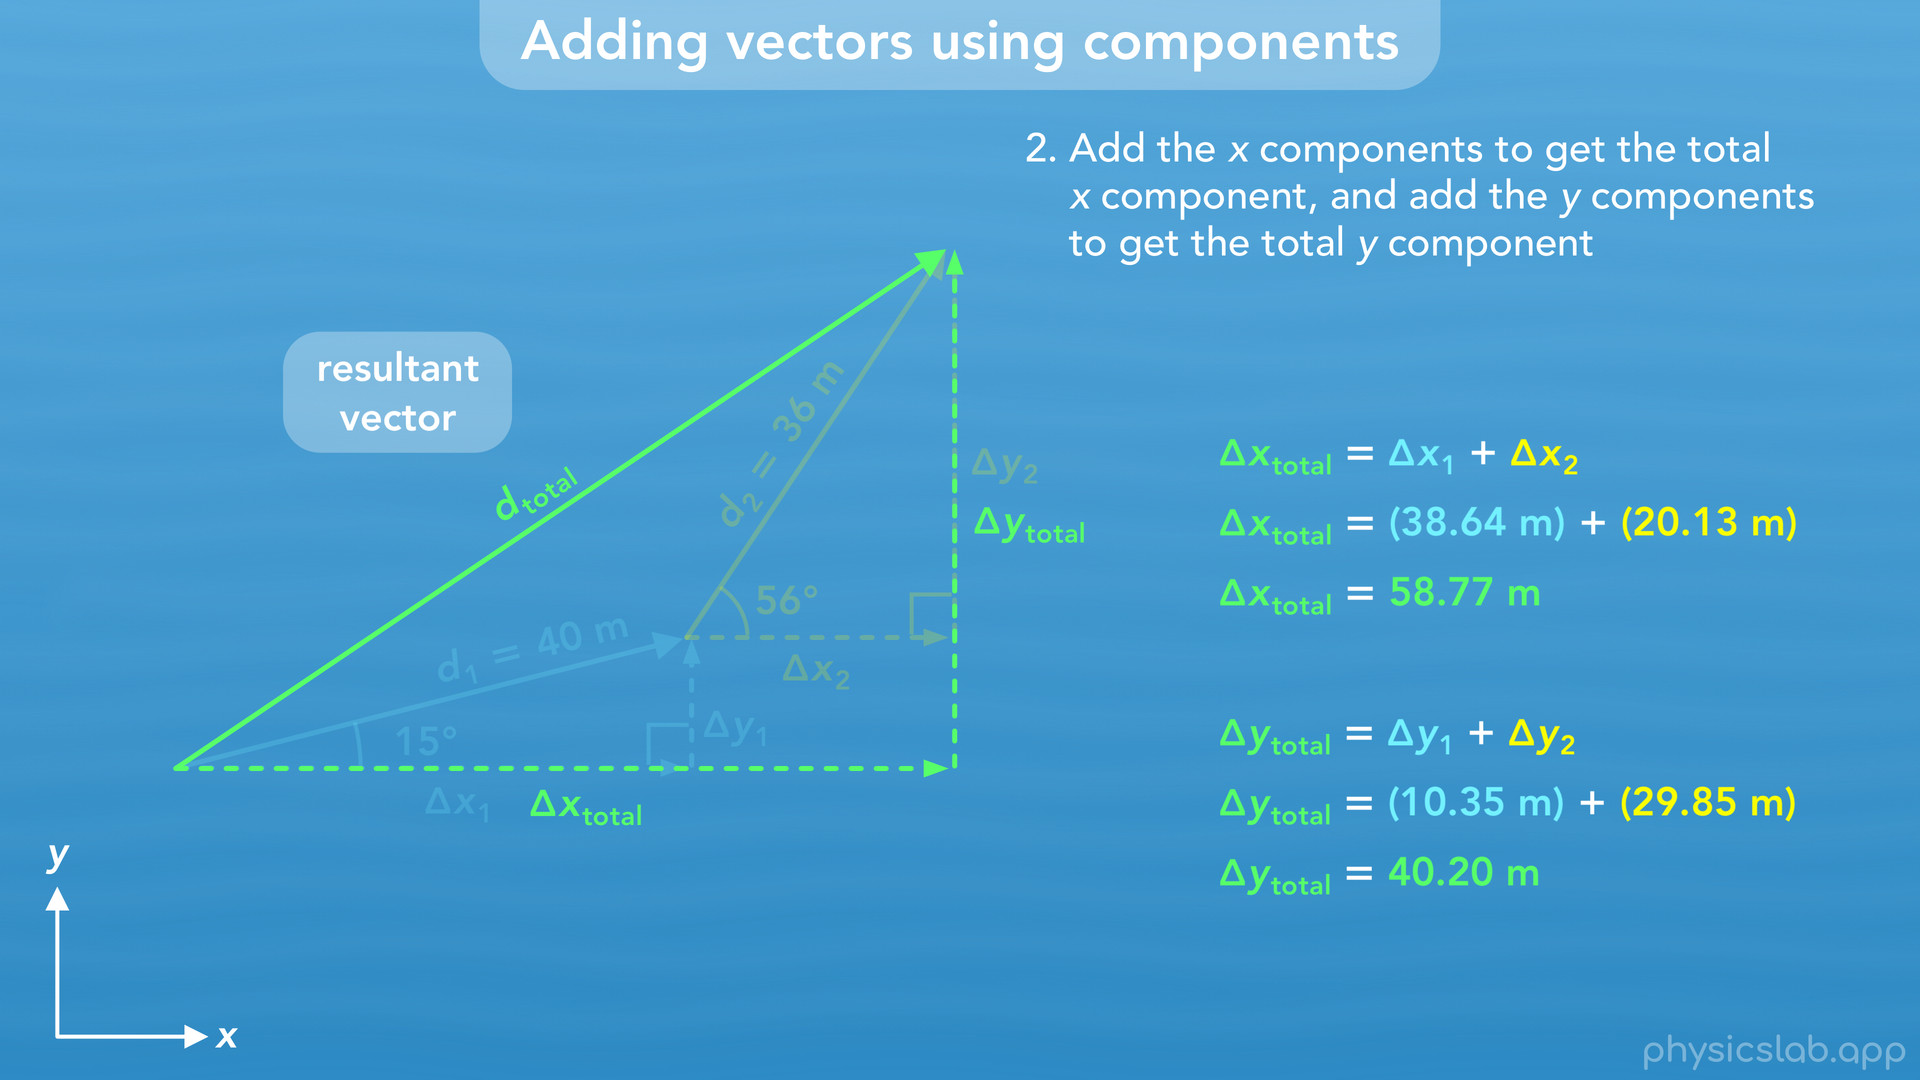 Adding vectors using components
2. Add the x components to get the total
x component, and add the y components
to get the total y component
resultant
vector
d_total
d₂ = 36 m
Δy₂
Δy_total
56°
Δx₂
d₁ = 40 m
15°
Δy₁
Δx₁
Δx_total
Δx_total = Δx₁ + Δx₂
Δx_total = (38.64 m) + (20.13 m)
Δx_total = 58.77 m
Δy_total = Δy₁ + Δy₂
Δy_total = (10.35 m) + (29.85 m)
Δy_total = 40.20 m
y
x
physicslab.app